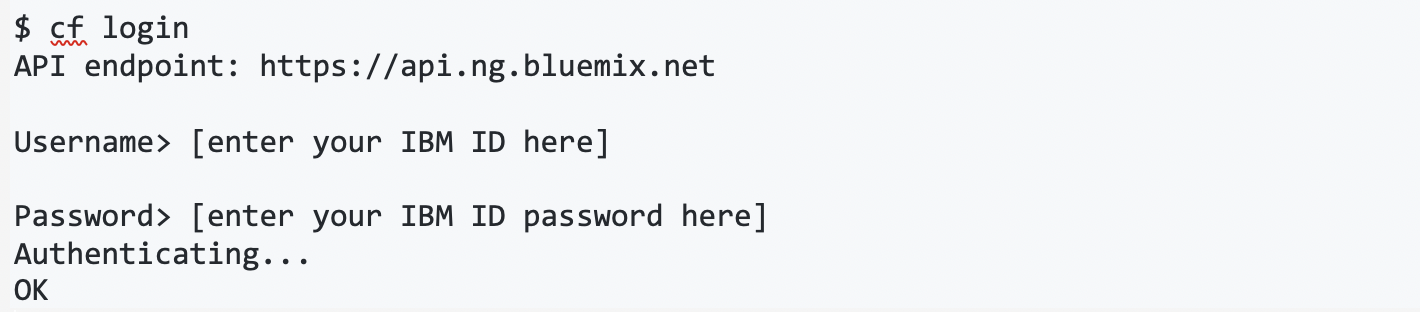 $ cf login
API endpoint: https://api.ng.bluemix.net
Username> [enter your IBM ID here]
Password> [enter your IBM ID password here]
Authenticating...
OK